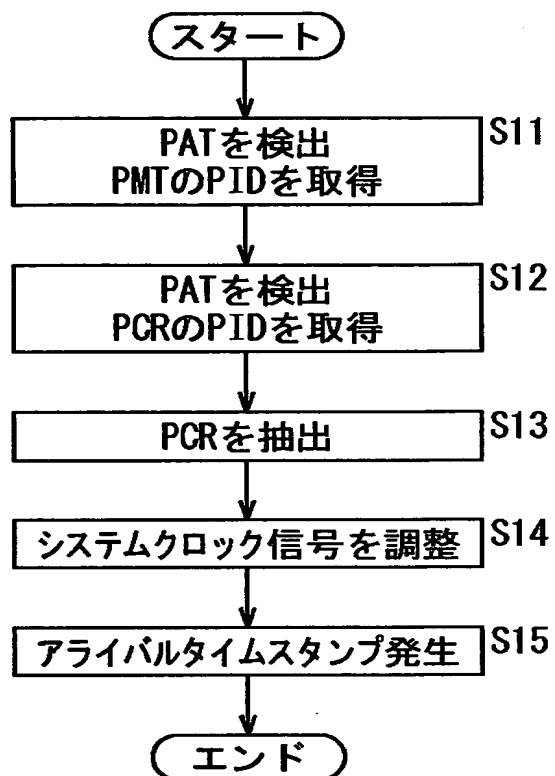 スタート
S11
PATを検出
PMTのPIDを取得
S12
PATを検出
PCRのPIDを取得
S13
PCRを抽出
S14
システムクロック信号を調整
S15
アライバルタイムスタンプ発生
エンド